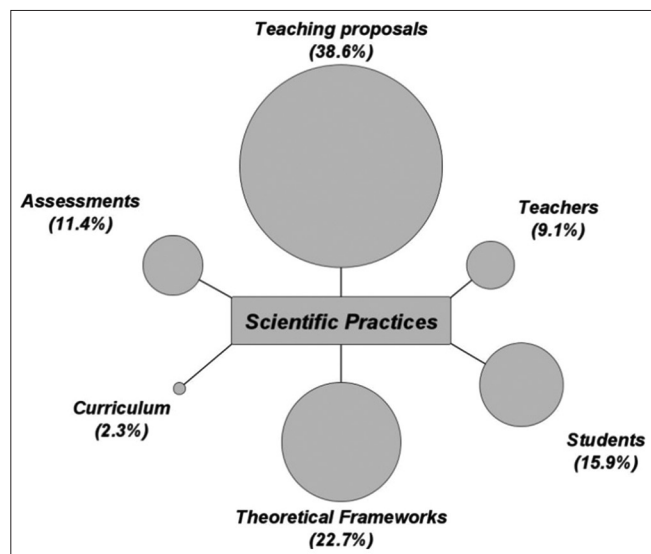 Teaching proposals
(38.6%)
Assessments
(11.4%)
Teachers
(9.1%)
Scientific Practices
Curriculum
(2.3%)
Students
(15.9%)
Theoretical Frameworks
(22.7%)